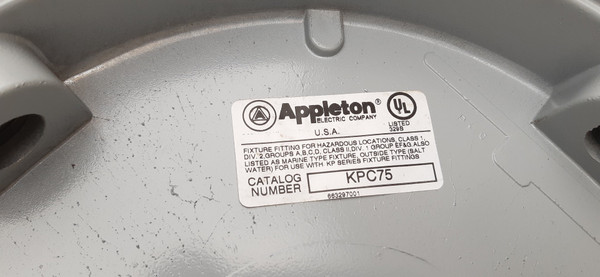 Appleton®
ELECTRIC COMPANY
U.S.A.
UL
LISTED
329B
FIXTURE FITTING FOR HAZARDOUS LOCATIONS, CLASS 1,
DIV. 2, GROUPS A,B,C,D, CLASS II, DIV. 1 GROUP EF&G. ALSO
LISTED AS MARINE TYPE FIXTURE, OUTSIDE TYPE (SALT
WATER) FOR USE WITH KP SERIES FIXTURE FITTINGS
CATALOG NUMBER KPC75
663297001